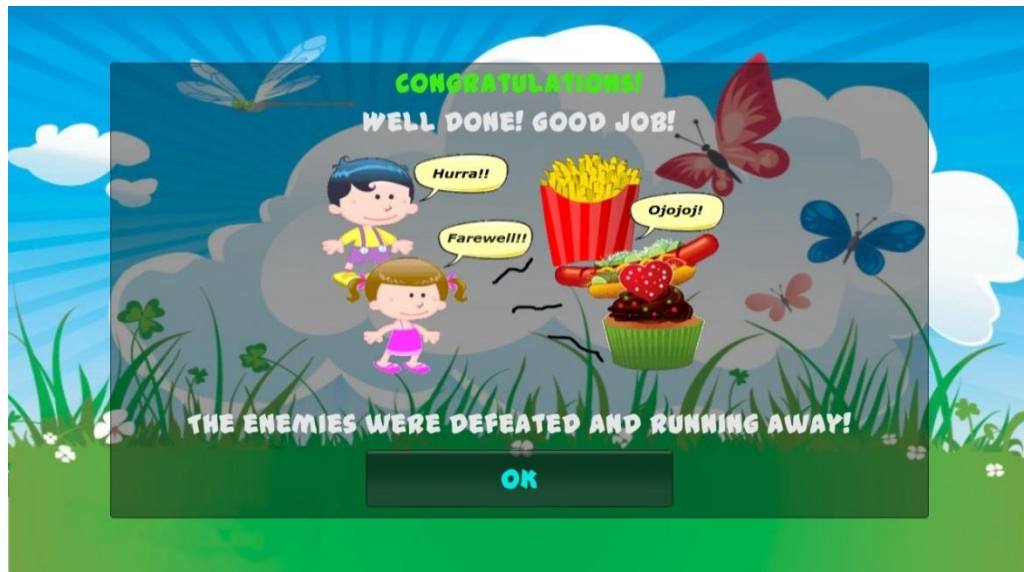 CONGRATULATIONS!
WELL DONE! GOOD JOB!
Hurra!!
Ojojoj!
Farewell!!
THE ENEMIES WERE DEFEATED AND RUNNING AWAY!
OK